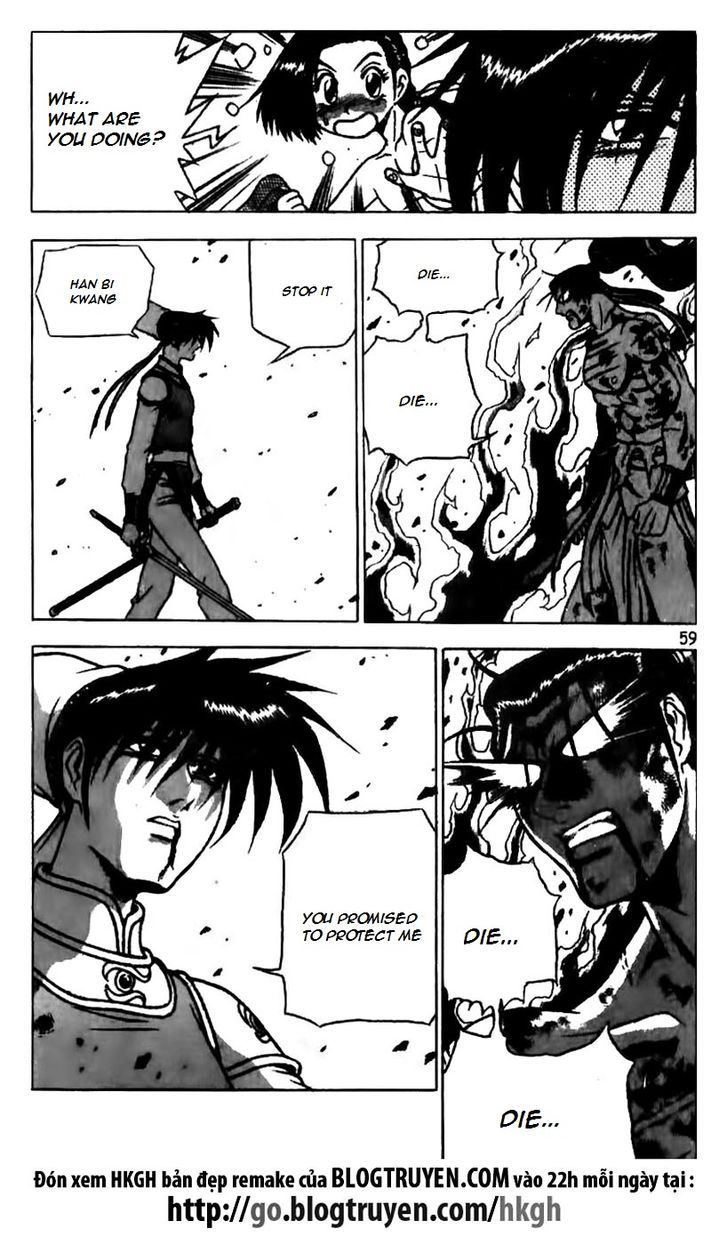 WH...
WHAT ARE
YOU DOING?
HAN BI
KWANG
STOP IT
DIE...
DIE...
59
YOU PROMISED
TO PROTECT ME
DIE...
DIE...
Đón xem HKGH bản đẹp remake của BLOGTRUYEN.COM vào 22h mỗi ngày tại :
http://go.blogtruyen.com/hkgh